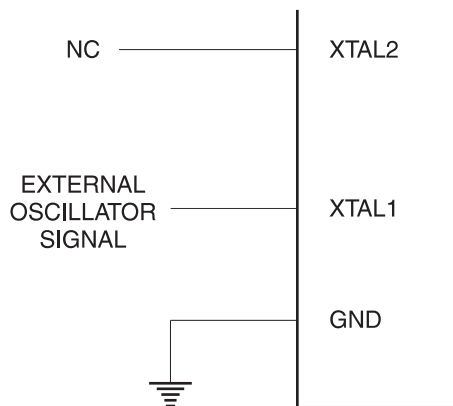 NC
XTAL2
EXTERNAL
OSCILLATOR
SIGNAL
XTAL1
GND